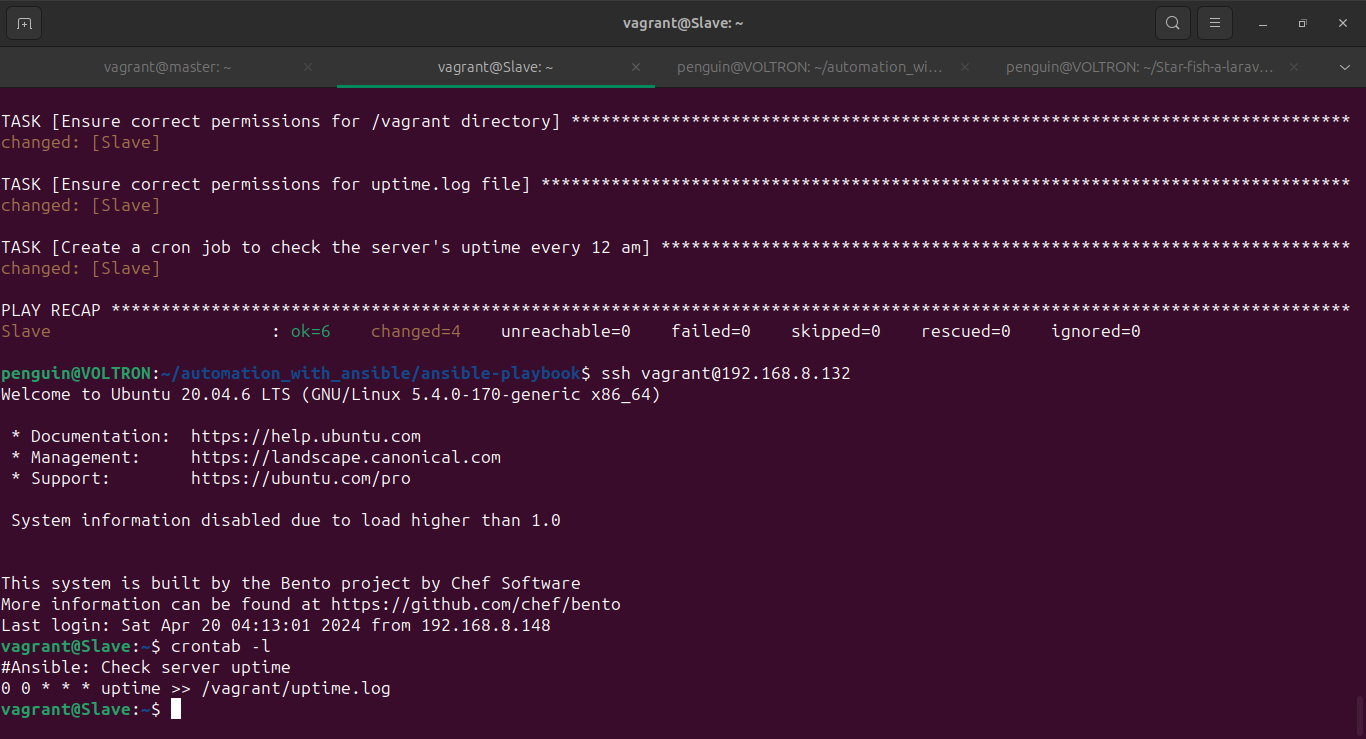 vagrant@Slave: ~
vagrant@master: ~
vagrant@Slave: ~
penguin@VOLTRON: ~/automation_wi...
penguin@VOLTRON: ~/Star-fish-a-larav...
TASK [Ensure correct permissions for /vagrant directory] ******************************************************************************
changed: [Slave]
TASK [Ensure correct permissions for uptime.log file] *********************************************************************************
changed: [Slave]
TASK [Create a cron job to check the server's uptime every 12 am] *********************************************************************
changed: [Slave]
PLAY RECAP ****************************************************************************************************************************
Slave                      : ok=6    changed=4    unreachable=0    failed=0    skipped=0    rescued=0    ignored=0
penguin@VOLTRON:~/automation_with_ansible/ansible-playbook$ ssh vagrant@192.168.8.132
Welcome to Ubuntu 20.04.6 LTS (GNU/Linux 5.4.0-170-generic x86_64)
 * Documentation:  https://help.ubuntu.com
 * Management:     https://landscape.canonical.com
 * Support:        https://ubuntu.com/pro
 System information disabled due to load higher than 1.0
This system is built by the Bento project by Chef Software
More information can be found at https://github.com/chef/bento
Last login: Sat Apr 20 04:13:01 2024 from 192.168.8.148
vagrant@Slave:~$ crontab -l
#Ansible: Check server uptime
0 0 * * * uptime >> /vagrant/uptime.log
vagrant@Slave:~$